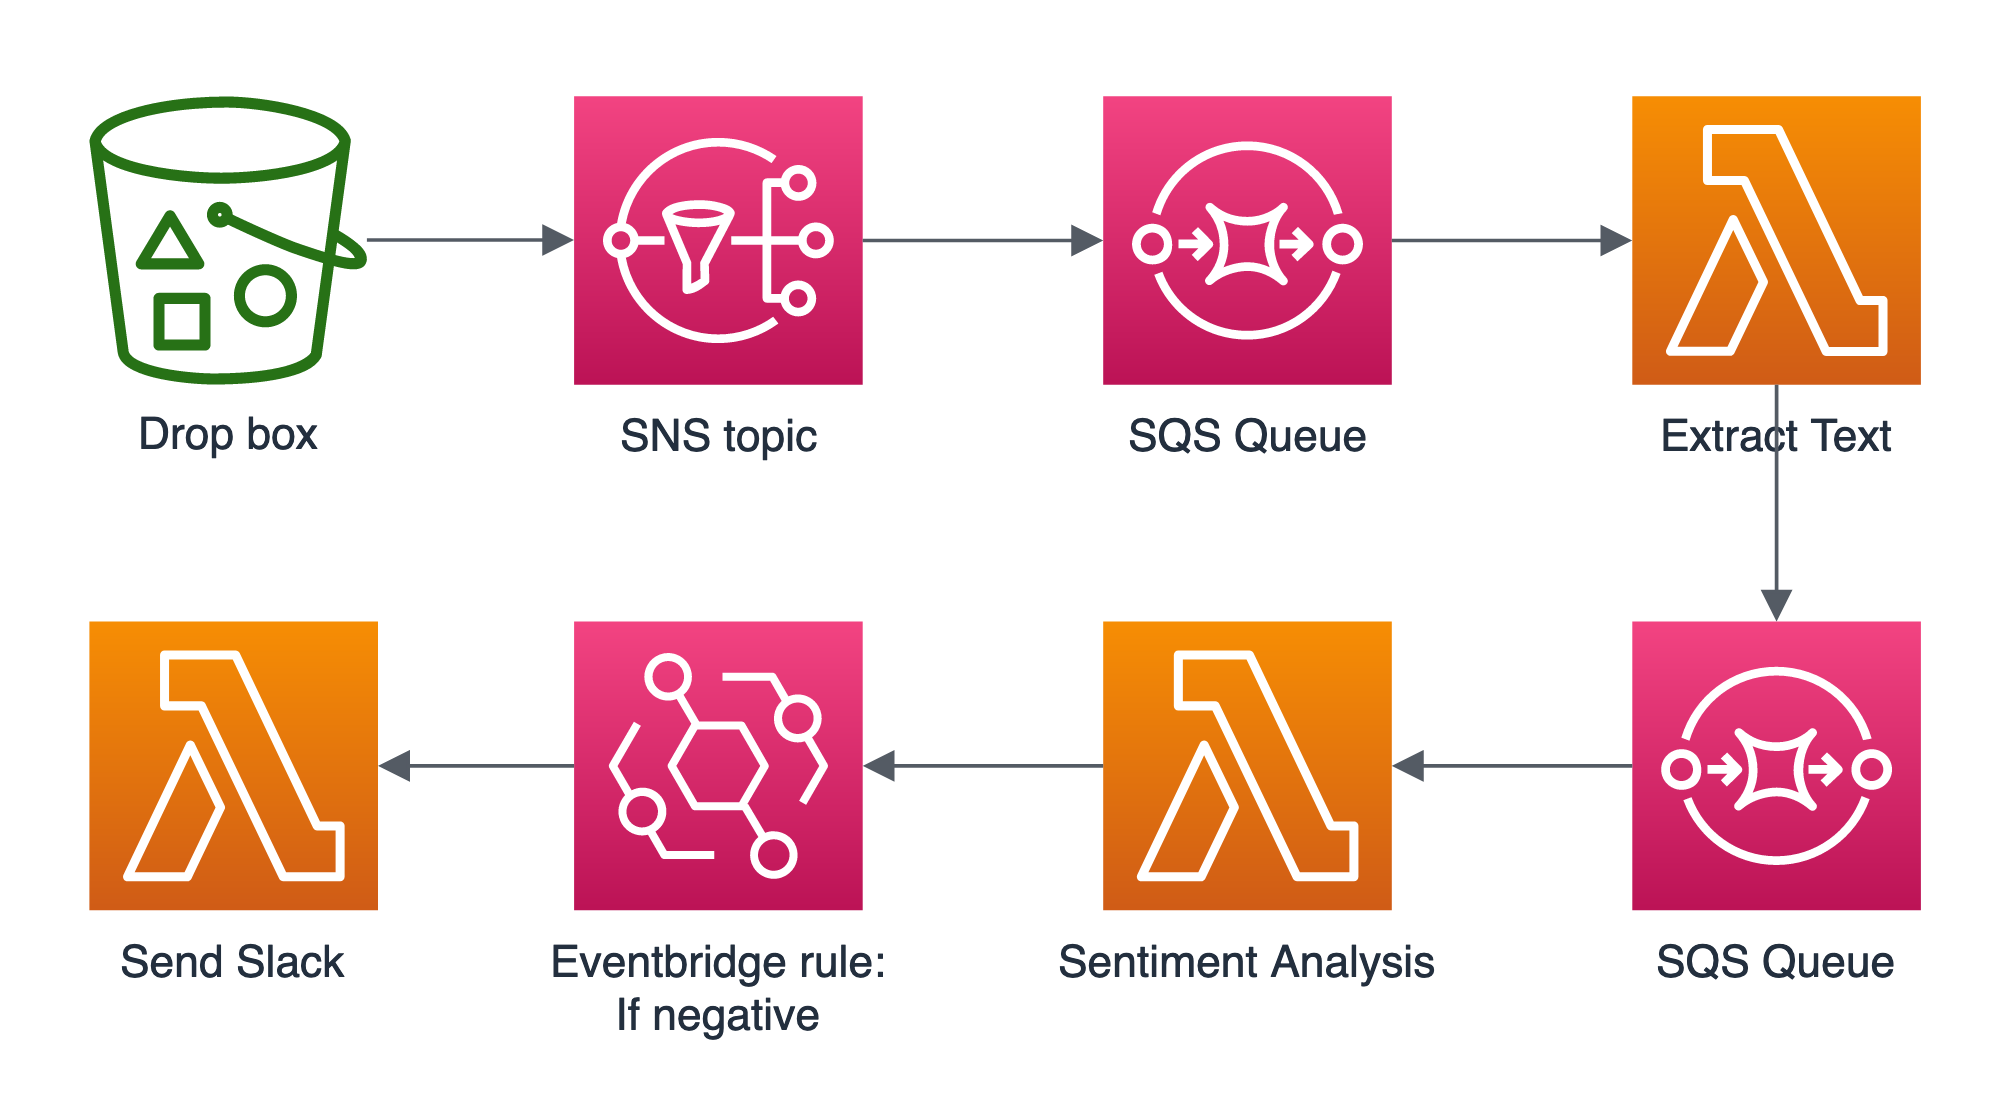 Drop box
SNS topic
SQS Queue
Extract Text
Send Slack
Eventbridge rule:
If negative
Sentiment Analysis
SQS Queue